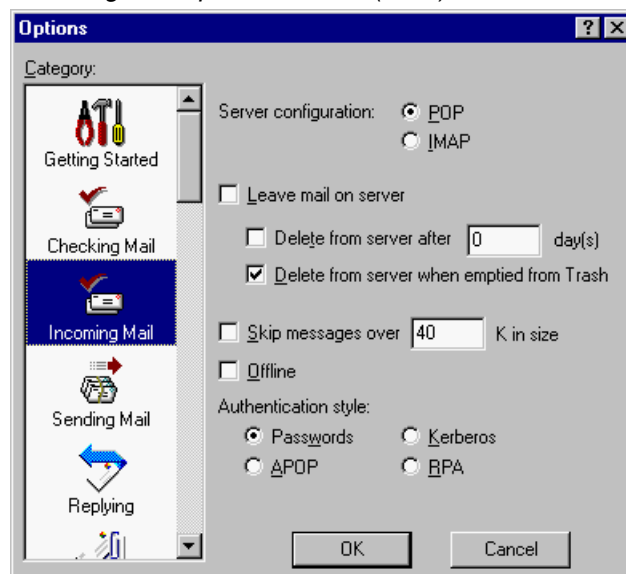 Options
Category:
Getting Started
Checking Mail
Incoming Mail
Sending Mail
Replying
Server configuration: POP
IMAP
Leave mail on server
Delete from server after 0 day(s)
Delete from server when emptied from Trash
Skip messages over 40 K in size
Offline
Authentication style:
Passwords Kerberos
APOP RPA
OK Cancel